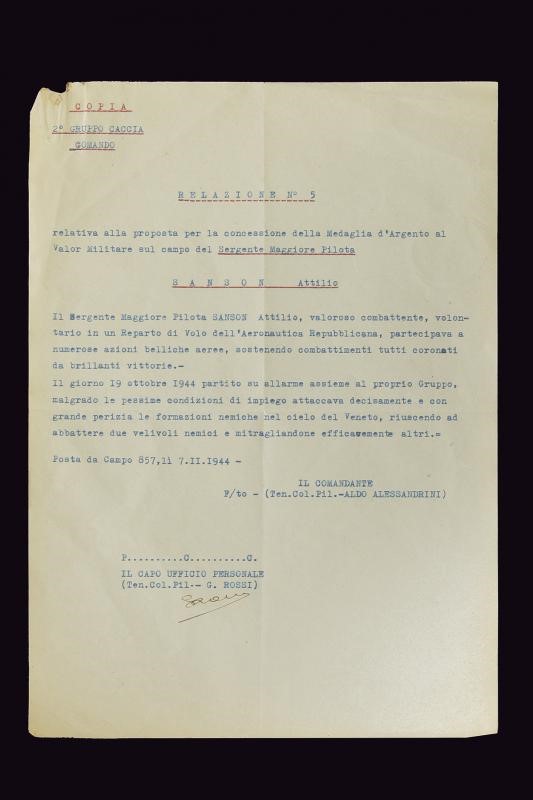 C O P I A
2° GRUPPO CACCIA
COMANDO
R E L A Z I O N E N° 5
relativa alla proposta per la concessione della Medaglia d'Argento al
Valor Militare sul campo del Sergente Maggiore Pilota
S A N S O N Attilio
Il Sergente Maggiore Pilota SANSON Attilio, valoroso combattente, volon-
tario in un Reparto di Volo dell'Aeronautica Repubblicana, partecipava a
numerose azioni belliche aeree, sostenendo combattimenti tutti coronati
da brillanti vittorie.-
Il giorno 19 ottobre 1944 partito su allarme assieme al proprio Gruppo,
malgrado le pessime condizioni di impiego attaccava decisamente e con
grande perizia le formazioni nemiche nel cielo del Veneto, riuscendo ad
abbattere due velivoli nemici e mitragliandone efficacemente altri.=
Posta da Campo 857,lì 7.II.1944 -
IL COMANDANTE
F/to - (Ten.Col.Pil.-ALDO ALESSANDRINI)
P..........C..........C.
IL CAPO UFFICIO PERSONALE
(Ten.Col.Pil.- G. ROSSI)